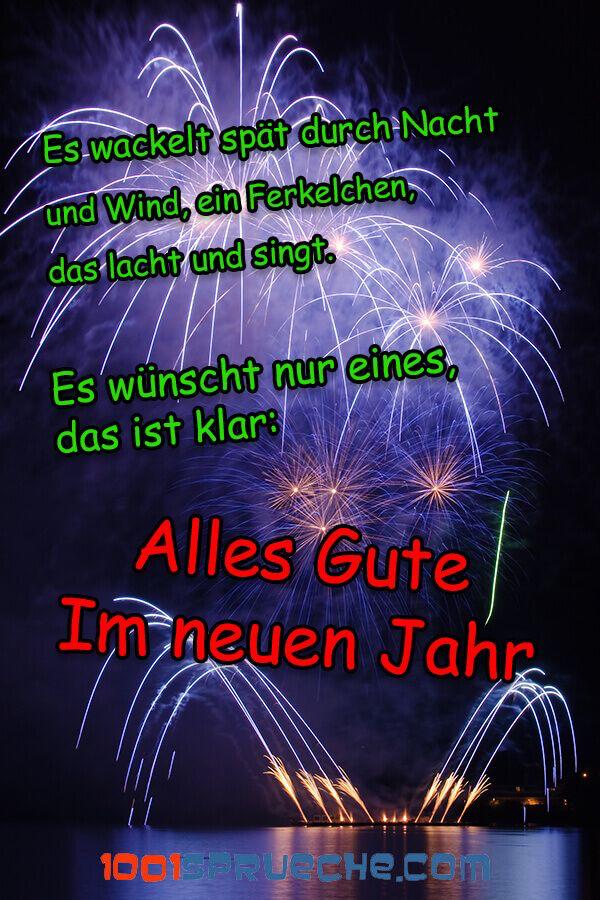 Es wackelt spät durch Nacht
und Wind, ein Ferkelchen,
das lacht und singt.
Es wünscht nur eines,
das ist klar:
Alles Gute
Im neuen Jahr
1001SPRUECHE.COM